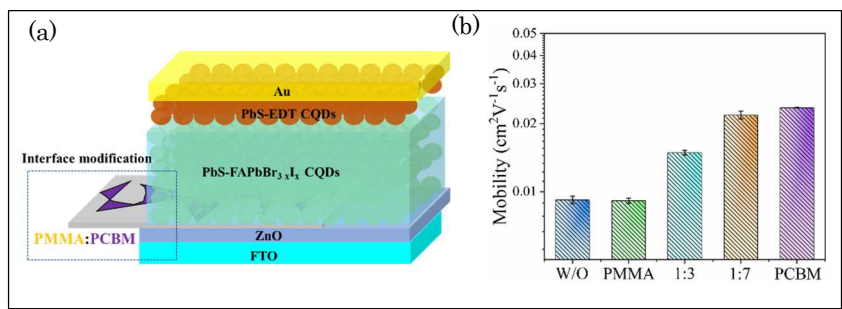 (a)
Au
PbS-EDT CQDs
Interface modification
PbS-FAPbBr3-xIx CQDs
PMMA:PCBM
ZnO
FTO
(b)
Mobility (cm2V-1s-1)
0.05
0.04
0.03
0.02
0.01
W/O PMMA 1:3 1:7 PCBM